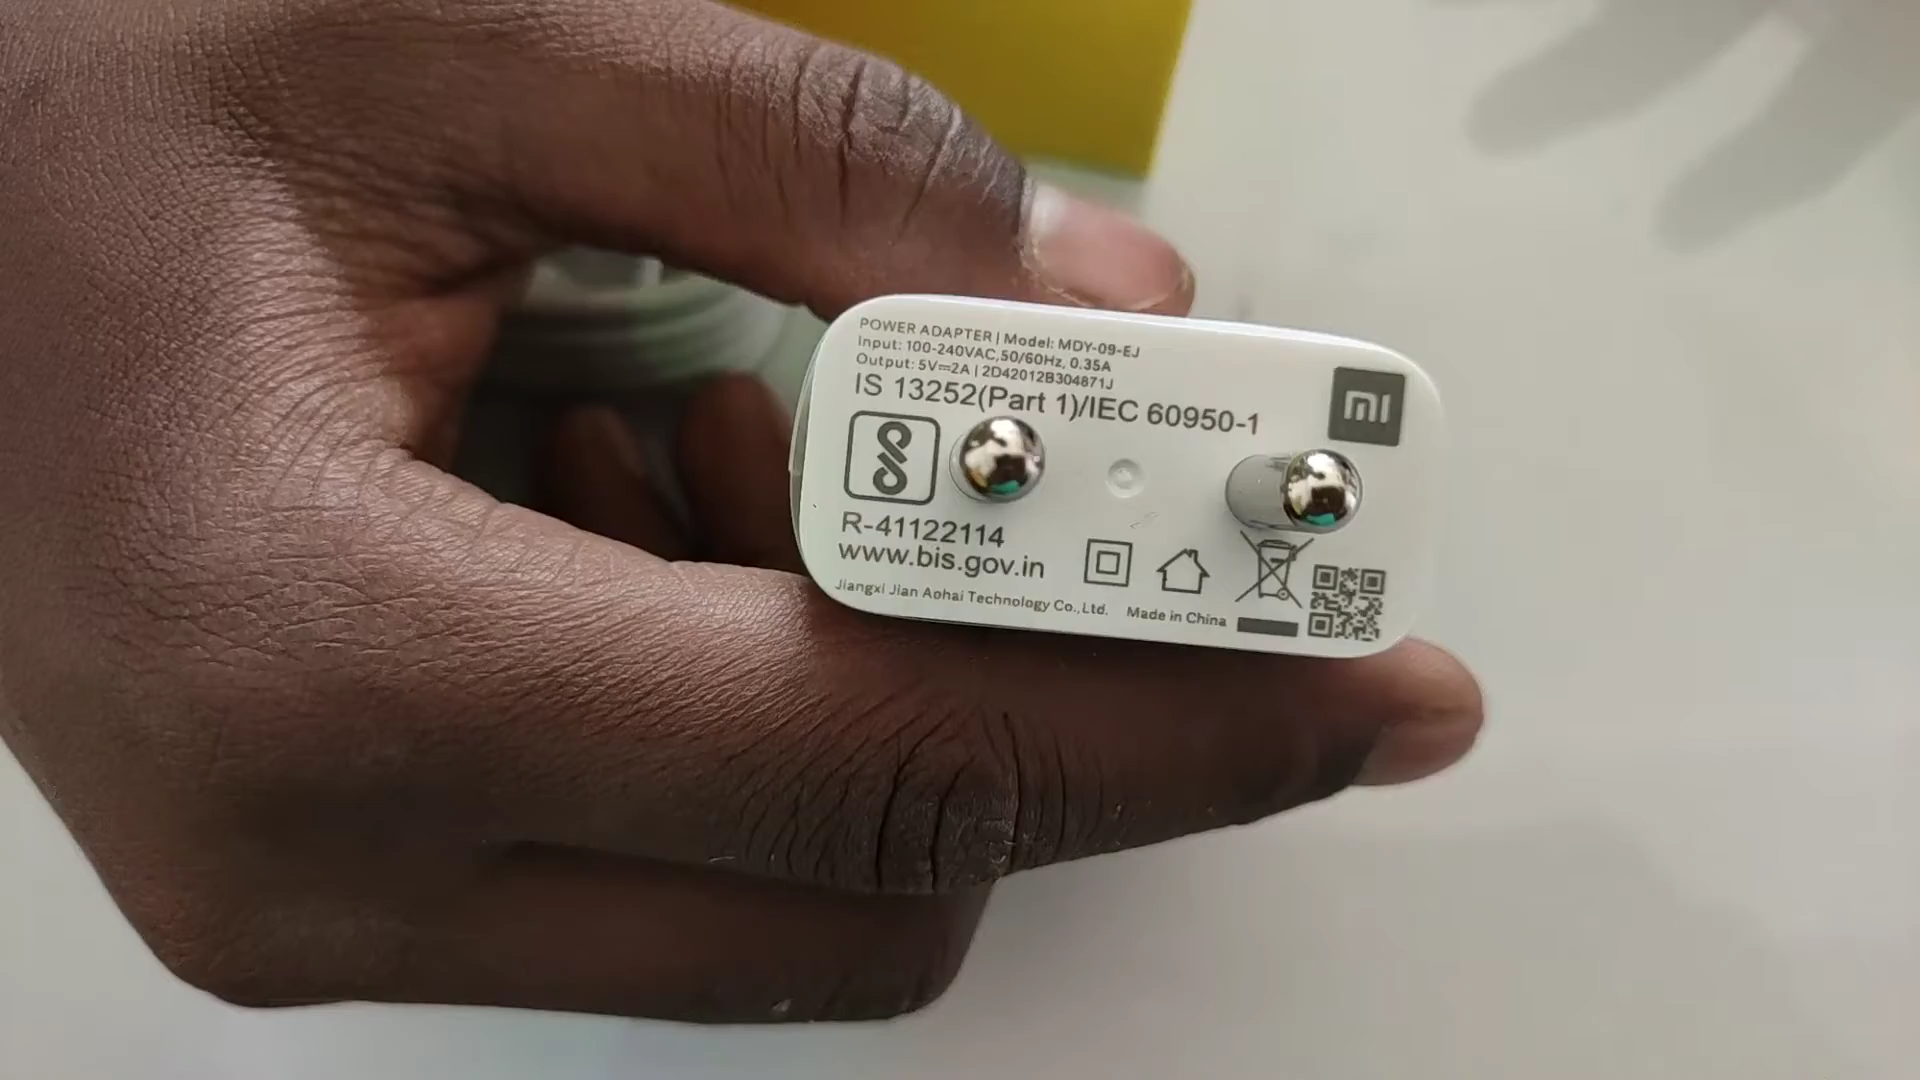 POWER ADAPTER | Model: MDY-09-EJ
Input: 100-240VAC,50/60Hz, 0.35A
Output: 5V⎓2A | 2D42012B304871J
IS 13252(Part 1)/IEC 60950-1
mi
R-41122114
www.bis.gov.in
Jiangxi Jian Aohai Technology Co.,Ltd. Made in China